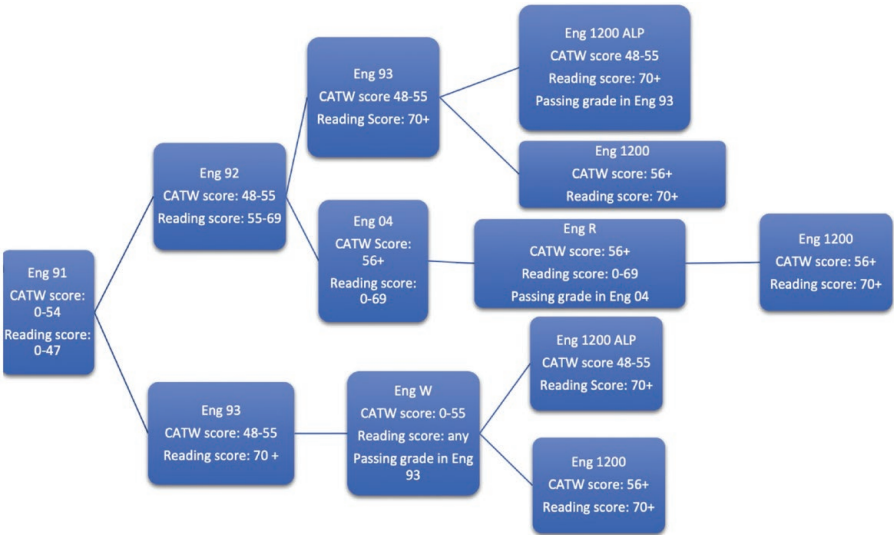 Eng 91
CATW score:
0-54
Reading score:
0-47
Eng 92
CATW score: 48-55
Reading score: 55-69
Eng 93
CATW score: 48-55
Reading score: 70 +
Eng 93
CATW score 48-55
Reading Score: 70+
Eng 04
CATW Score:
56+
Reading score:
0-69
Eng W
CATW score: 0-55
Reading score: any
Passing grade in Eng
93
Eng 1200 ALP
CATW score 48-55
Reading score: 70+
Passing grade in Eng 93
Eng 1200
CATW score: 56+
Reading score: 70+
Eng R
CATW score: 56+
Reading score: 0-69
Passing grade in Eng 04
Eng 1200 ALP
CATW score 48-55
Reading Score: 70+
Eng 1200
CATW score: 56+
Reading score: 70+
Eng 1200
CATW score: 56+
Reading score: 70+